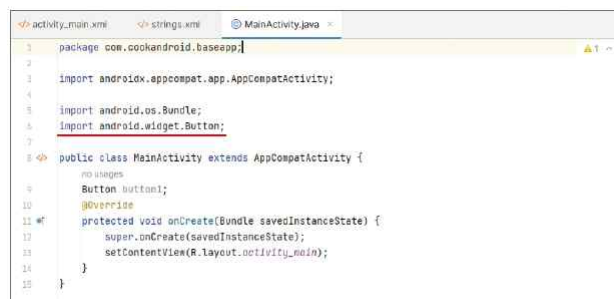 activity_main.xml strings.xml MainActivity.java
1 package com.cookandroid.baseapp; 1
2
3 import androidx.appcompat.app.AppCompatActivity;
4
5 import android.os.Bundle;
6 import android.widget.Button;
7
8 public class MainActivity extends AppCompatActivity {
no usages
9 Button button1;
10 @Override
11 protected void onCreate(Bundle savedInstanceState) {
12 super.onCreate(savedInstanceState);
13 setContentView(R.layout.activity_main);
14 }
15 }